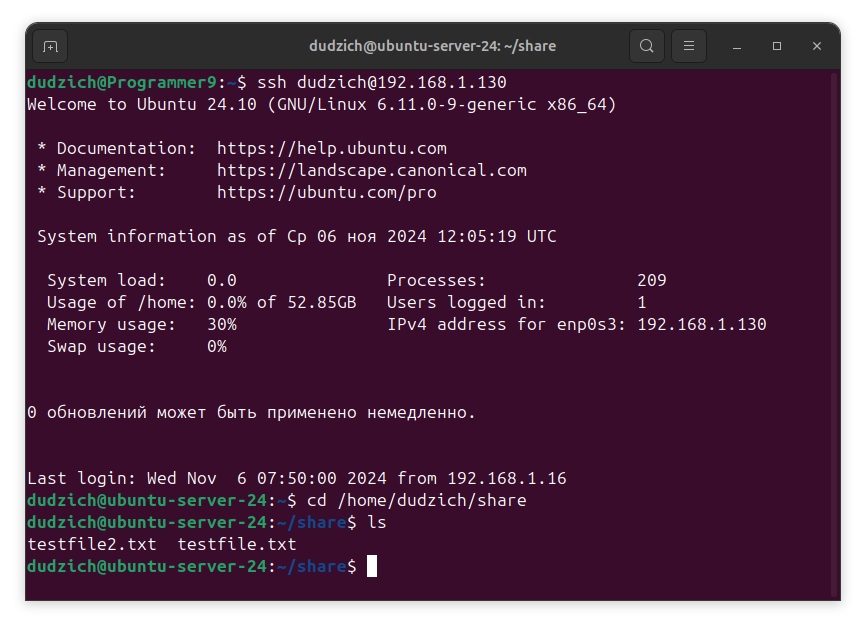 dudzich@ubuntu-server-24: ~/share
dudzich@Programmer9:~$ ssh dudzich@192.168.1.130
Welcome to Ubuntu 24.10 (GNU/Linux 6.11.0-9-generic x86_64)
* Documentation:  https://help.ubuntu.com
* Management:     https://landscape.canonical.com
* Support:        https://ubuntu.com/pro
System information as of Ср 06 ноя 2024 12:05:19 UTC
System load:    0.0               Processes:               209
Usage of /home: 0.0% of 52.85GB   Users logged in:         1
Memory usage:   30%               IPv4 address for enp0s3: 192.168.1.130
Swap usage:     0%
0 обновлений может быть применено немедленно.
Last login: Wed Nov  6 07:50:00 2024 from 192.168.1.16
dudzich@ubuntu-server-24:~$ cd /home/dudzich/share
dudzich@ubuntu-server-24:~/share$ ls
testfile2.txt  testfile.txt
dudzich@ubuntu-server-24:~/share$